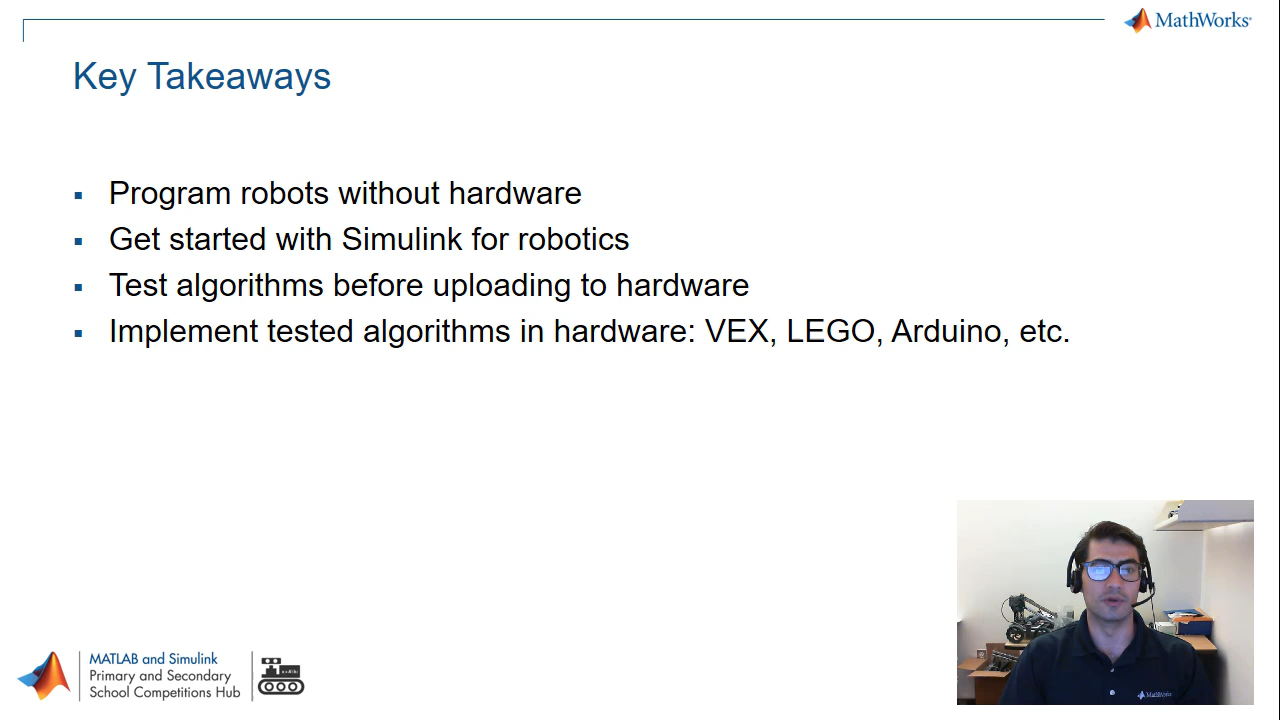 MathWorks®
Key Takeaways
Program robots without hardware
Get started with Simulink for robotics
Test algorithms before uploading to hardware
Implement tested algorithms in hardware: VEX, LEGO, Arduino, etc.
MathWorks
MATLAB and Simulink
Primary and Secondary
School Competitions Hub